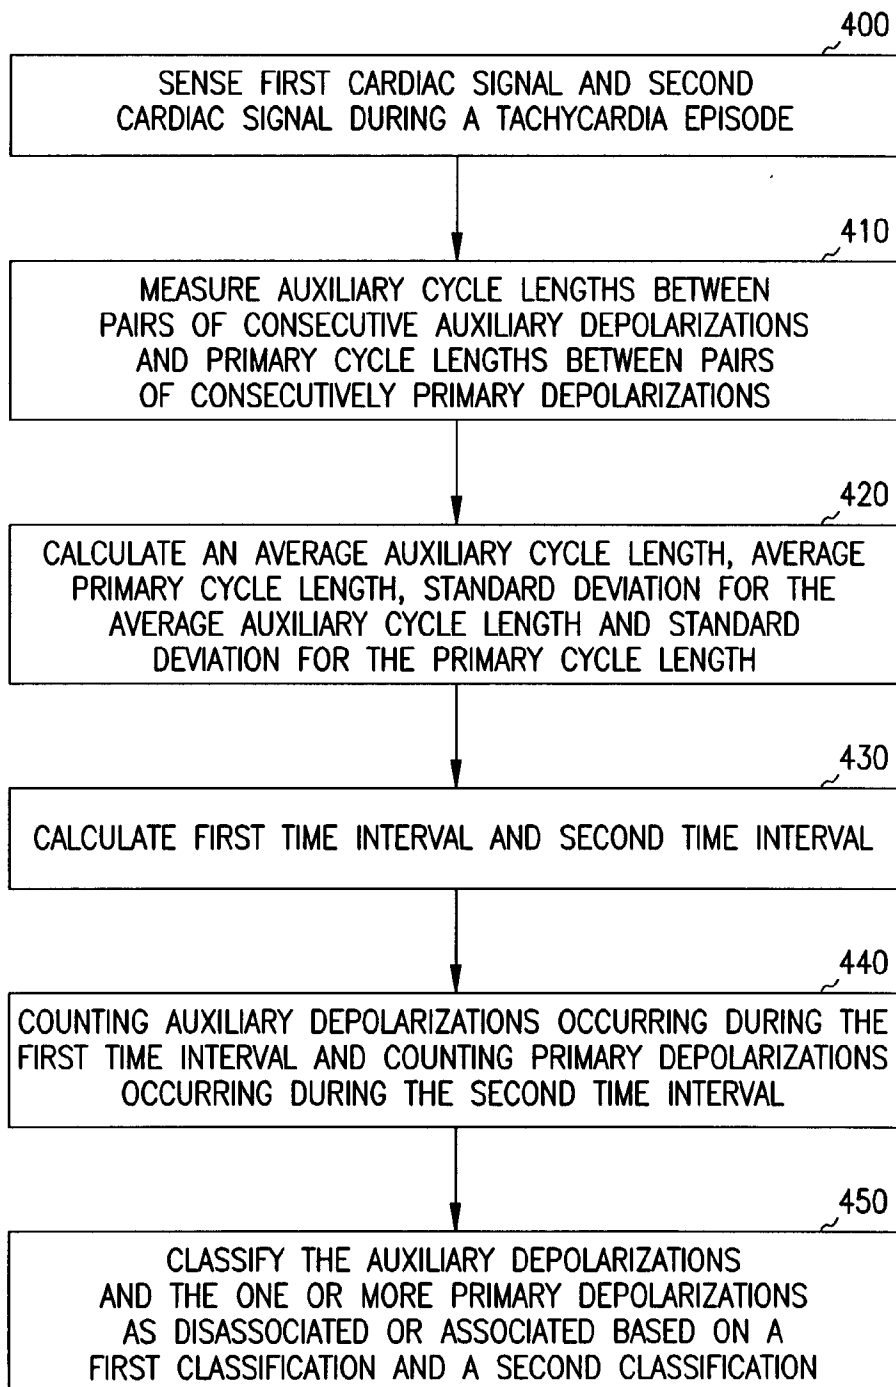 400
SENSE FIRST CARDIAC SIGNAL AND SECOND
CARDIAC SIGNAL DURING A TACHYCARDIA EPISODE
410
MEASURE AUXILIARY CYCLE LENGTHS BETWEEN
PAIRS OF CONSECUTIVE AUXILIARY DEPOLARIZATIONS
AND PRIMARY CYCLE LENGTHS BETWEEN PAIRS
OF CONSECUTIVELY PRIMARY DEPOLARIZATIONS
420
CALCULATE AN AVERAGE AUXILIARY CYCLE LENGTH, AVERAGE
PRIMARY CYCLE LENGTH, STANDARD DEVIATION FOR THE
AVERAGE AUXILIARY CYCLE LENGTH AND STANDARD
DEVIATION FOR THE PRIMARY CYCLE LENGTH
430
CALCULATE FIRST TIME INTERVAL AND SECOND TIME INTERVAL
440
COUNTING AUXILIARY DEPOLARIZATIONS OCCURRING DURING THE
FIRST TIME INTERVAL AND COUNTING PRIMARY DEPOLARIZATIONS
OCCURRING DURING THE SECOND TIME INTERVAL
450
CLASSIFY THE AUXILIARY DEPOLARIZATIONS
AND THE ONE OR MORE PRIMARY DEPOLARIZATIONS
AS DISASSOCIATED OR ASSOCIATED BASED ON A
FIRST CLASSIFICATION AND A SECOND CLASSIFICATION